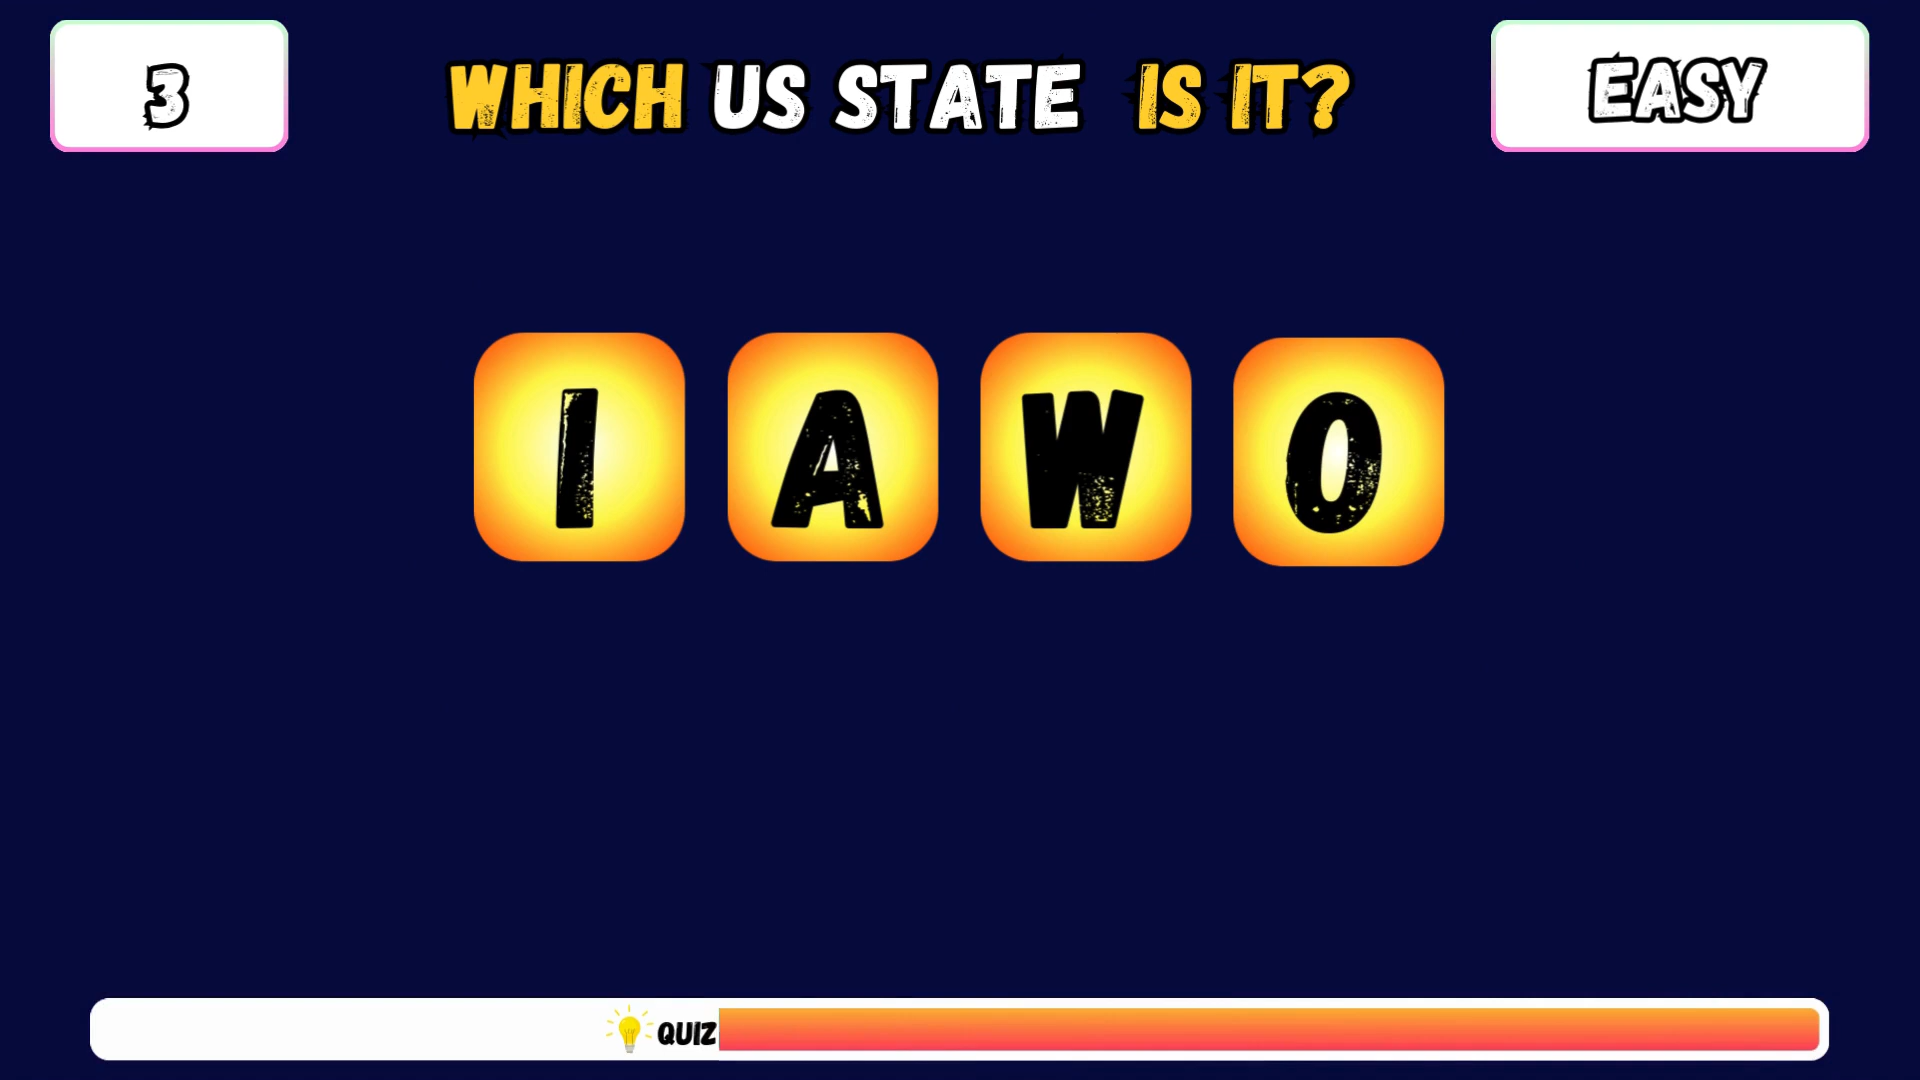 3
WHICH US STATE IS IT?
EASY
I A W O
QUIZ